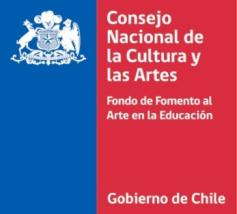 Consejo
Nacional de
la Cultura y
las Artes
Fondo de Fomento al
Arte en la Educación
Gobierno de Chile